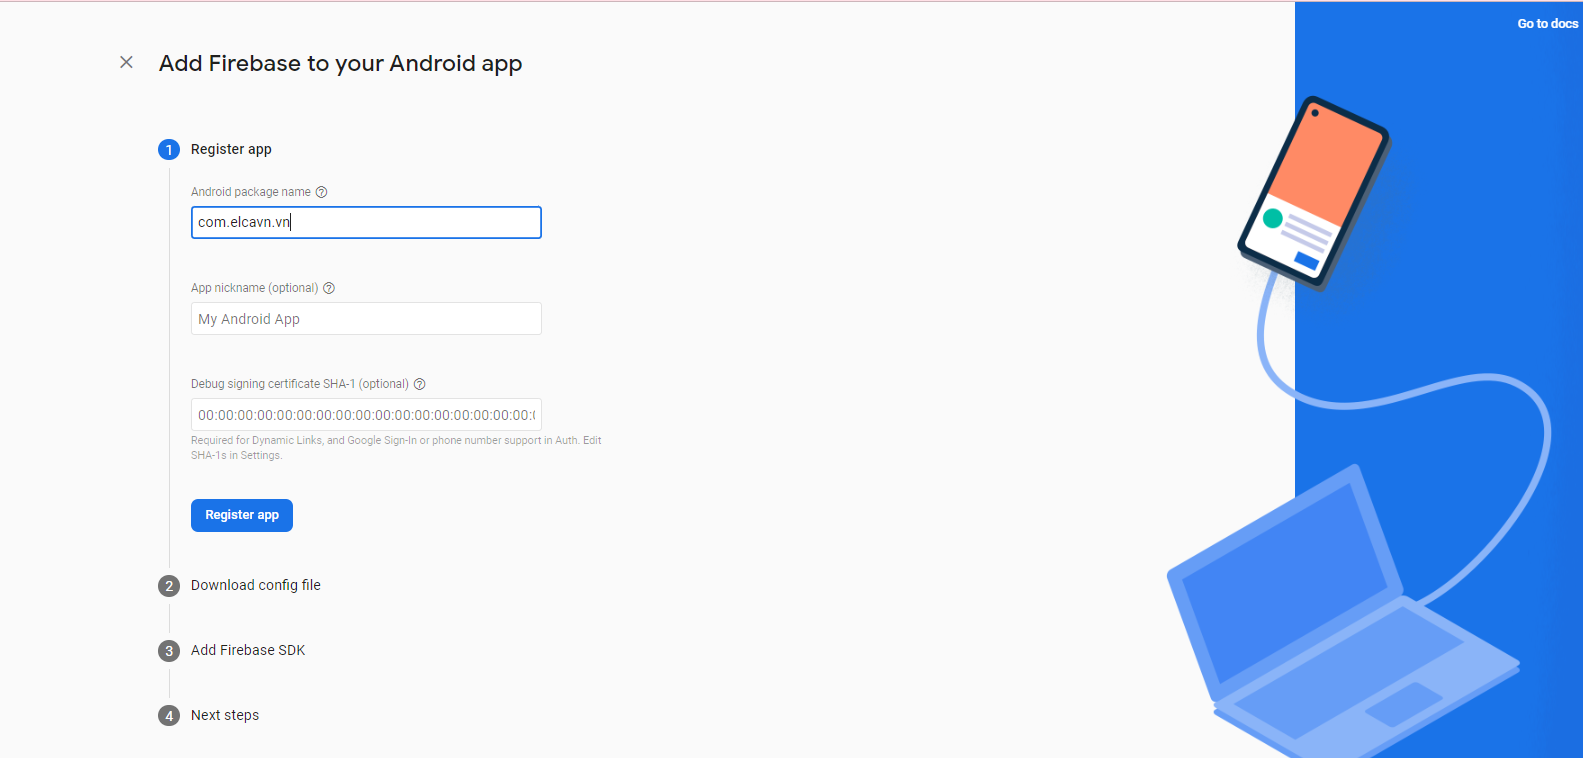 Go to docs
Add Firebase to your Android app
1 Register app
Android package name
com.elcavn.vn
App nickname (optional)
My Android App
Debug signing certificate SHA-1 (optional)
00:00:00:00:00:00:00:00:00:00:00:00:00:00:00:00:00:
Required for Dynamic Links, and Google Sign-In or phone number support in Auth. Edit
SHA-1s in Settings.
Register app
2 Download config file
3 Add Firebase SDK
4 Next steps